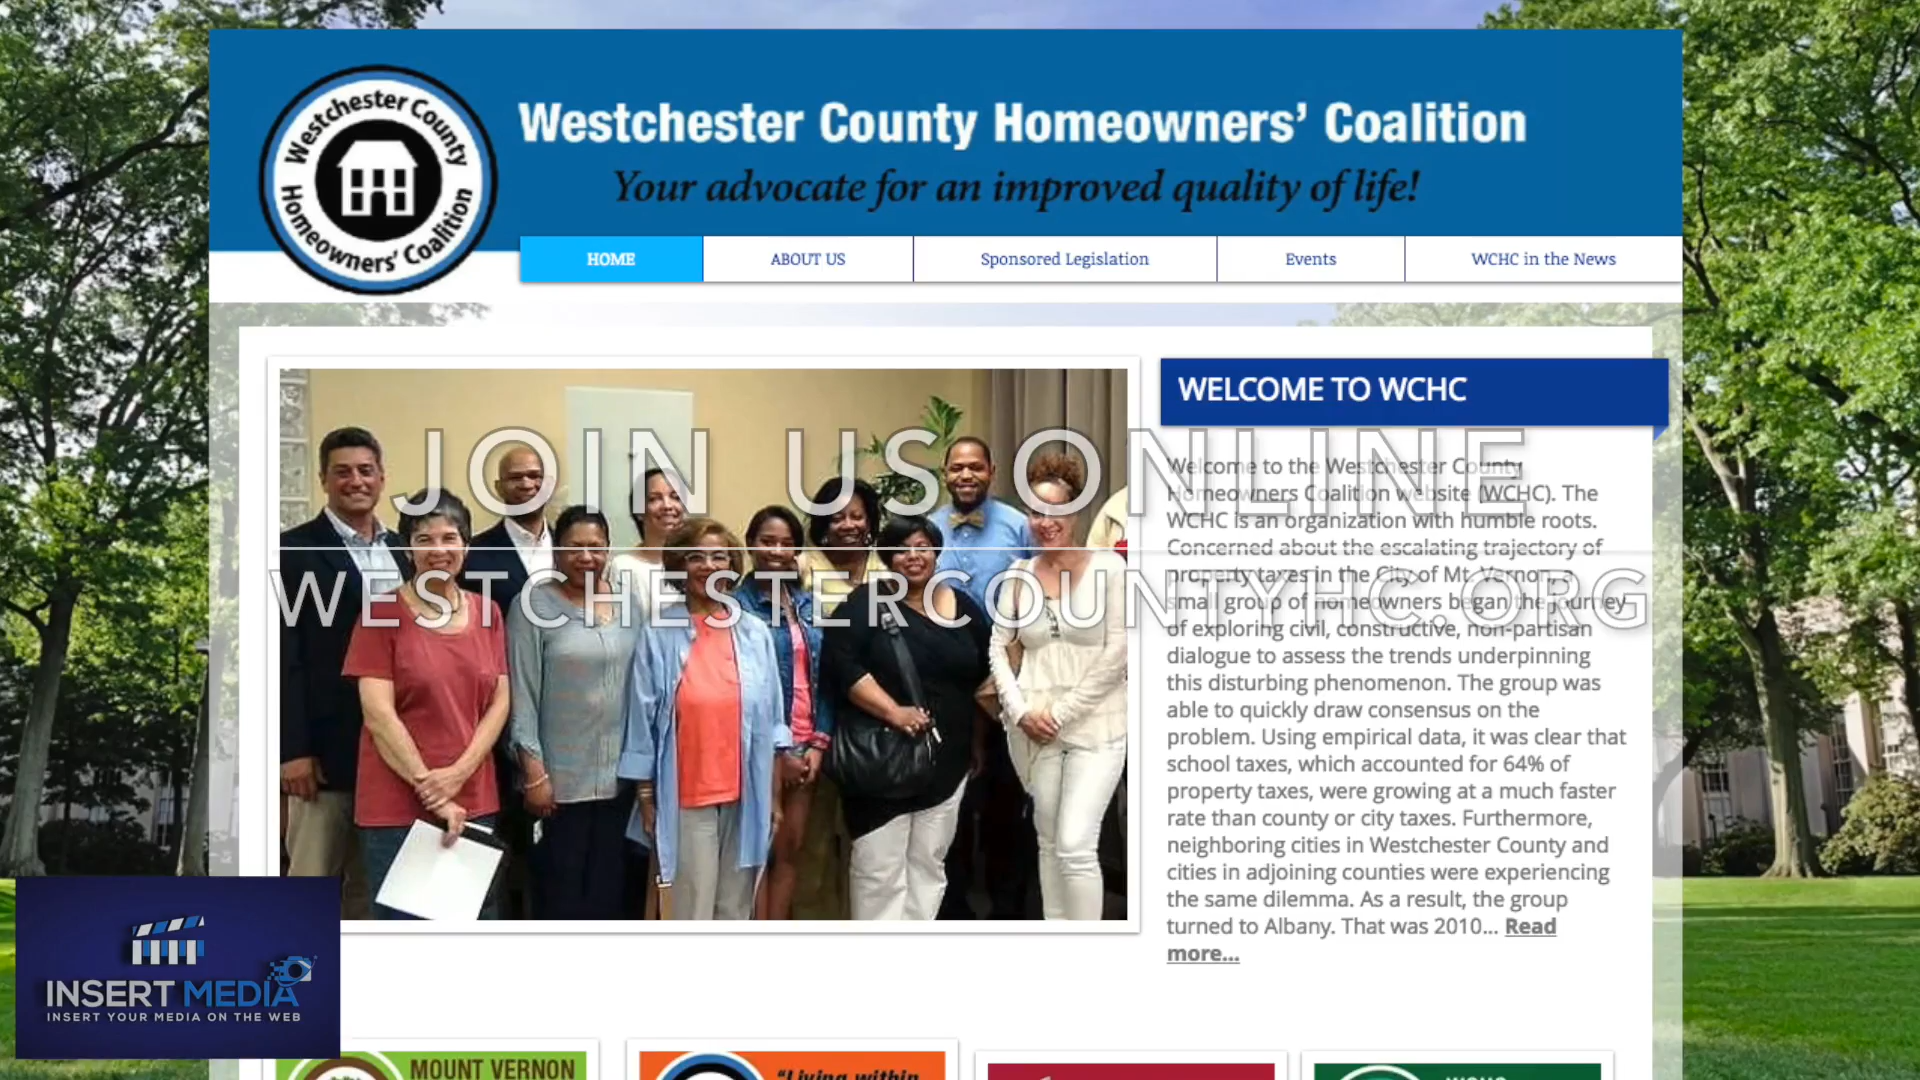 Westchester County
Homeowners' Coalition
Westchester County Homeowners' Coalition
Your advocate for an improved quality of life!
HOME
ABOUT US
Sponsored Legislation
Events
WCHC in the News
WELCOME TO WCHC
JOIN US ONLINE
WESTCHESTERCOUNTYHC.ORG
Welcome to the Westchester County
Homeowners Coalition website (WCHC). The
WCHC is an organization with humble roots.
Concerned about the escalating trajectory of
property taxes in the City of Mt. Vernon, a
small group of homeowners began the journey
of exploring civil, constructive, non-partisan
dialogue to assess the trends underpinning
this disturbing phenomenon. The group was
able to quickly draw consensus on the
problem. Using empirical data, it was clear that
school taxes, which accounted for 64% of
property taxes, were growing at a much faster
rate than county or city taxes. Furthermore,
neighboring cities in Westchester County and
cities in adjoining counties were experiencing
the same dilemma. As a result, the group
turned to Albany. That was 2010... Read
more...
INSERT MEDIA
INSERT YOUR MEDIA ON THE WEB
MOUNT VERNON
"Living within